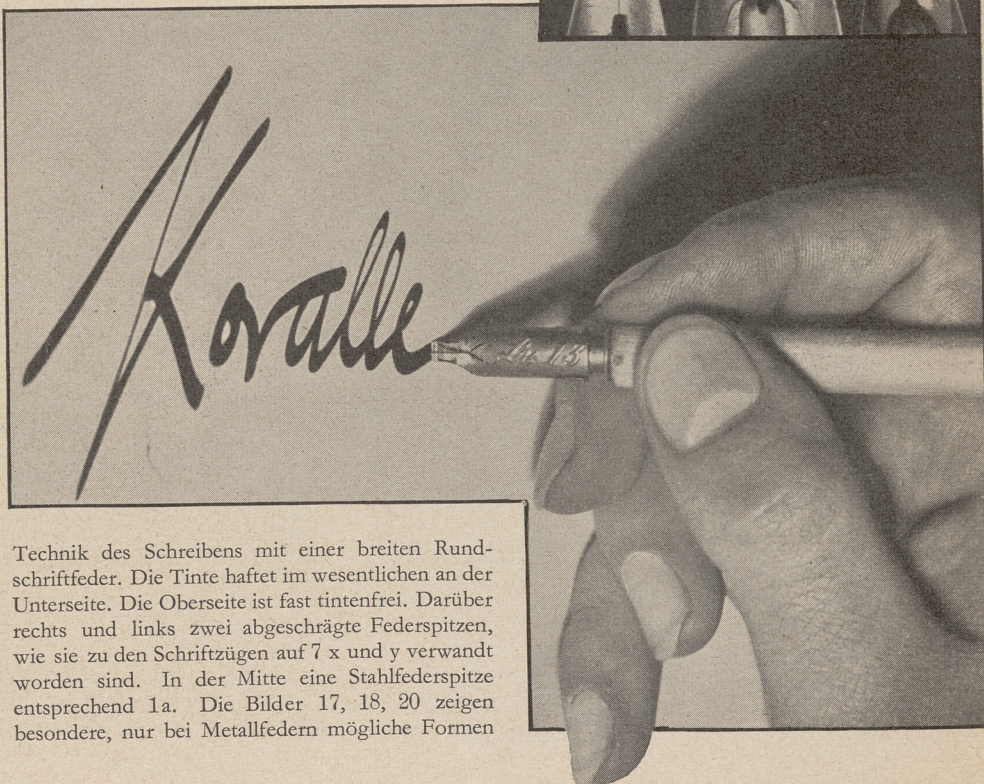 Koralle
Technik des Schreibens mit einer breiten Rund-
schriftfeder. Die Tinte haftet im wesentlichen an der
Unterseite. Die Oberseite ist fast tintenfrei. Darüber
rechts und links zwei abgeschrägte Federspitzen,
wie sie zu den Schriftzügen auf 7 x und y verwandt
worden sind. In der Mitte eine Stahlfederspitze
entsprechend 1a. Die Bilder 17, 18, 20 zeigen
besondere, nur bei Metallfedern mögliche Formen